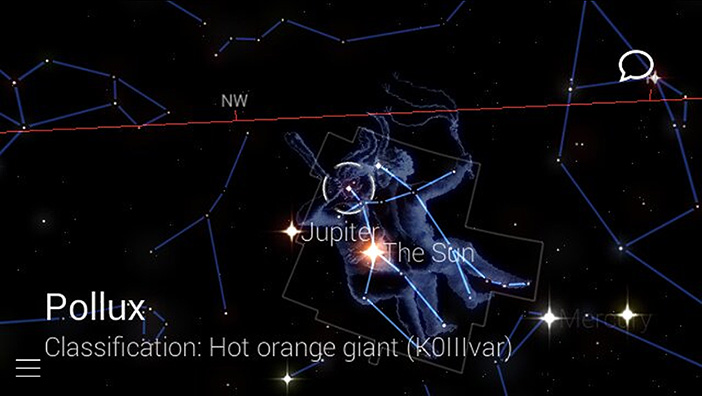 NW
N
Jupiter
The Sun
Pollux
Mercury
Classification: Hot orange giant (K0IIIvar)